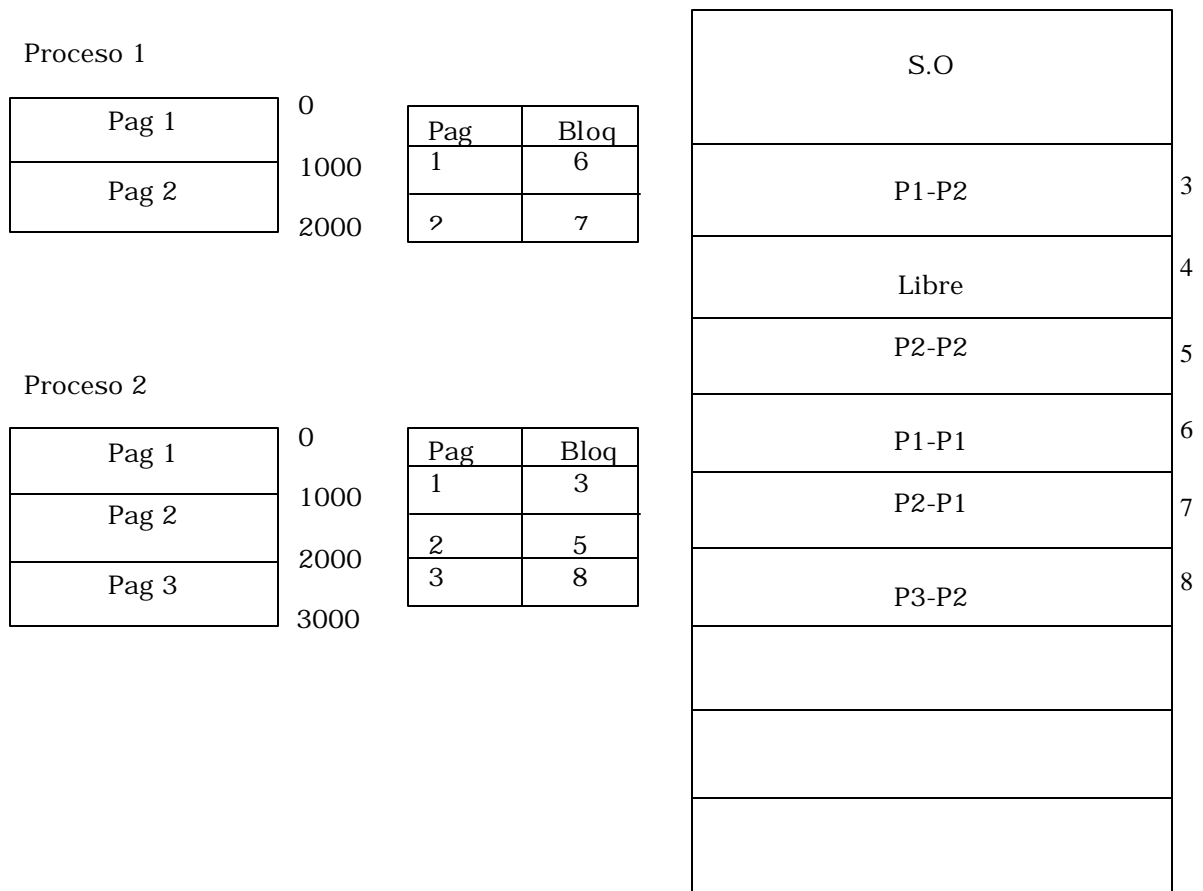 Proceso 1
Pag 1
Pag 2
0
1000
2000
Pag Bloq
1 6
2 7
Proceso 2
Pag 1
Pag 2
Pag 3
0
1000
2000
3000
Pag Bloq
1 3
2 5
3 8
S.O
P1-P2 3
Libre 4
P2-P2 5
P1-P1 6
P2-P1 7
P3-P2 8